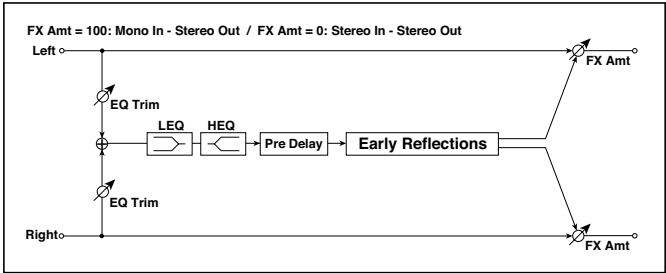 FX Amt = 100: Mono In - Stereo Out / FX Amt = 0: Stereo In - Stereo Out
Left
FX Amt
EQ Trim
LEQ
HEQ
Pre Delay
Early Reflections
EQ Trim
Right
FX Amt